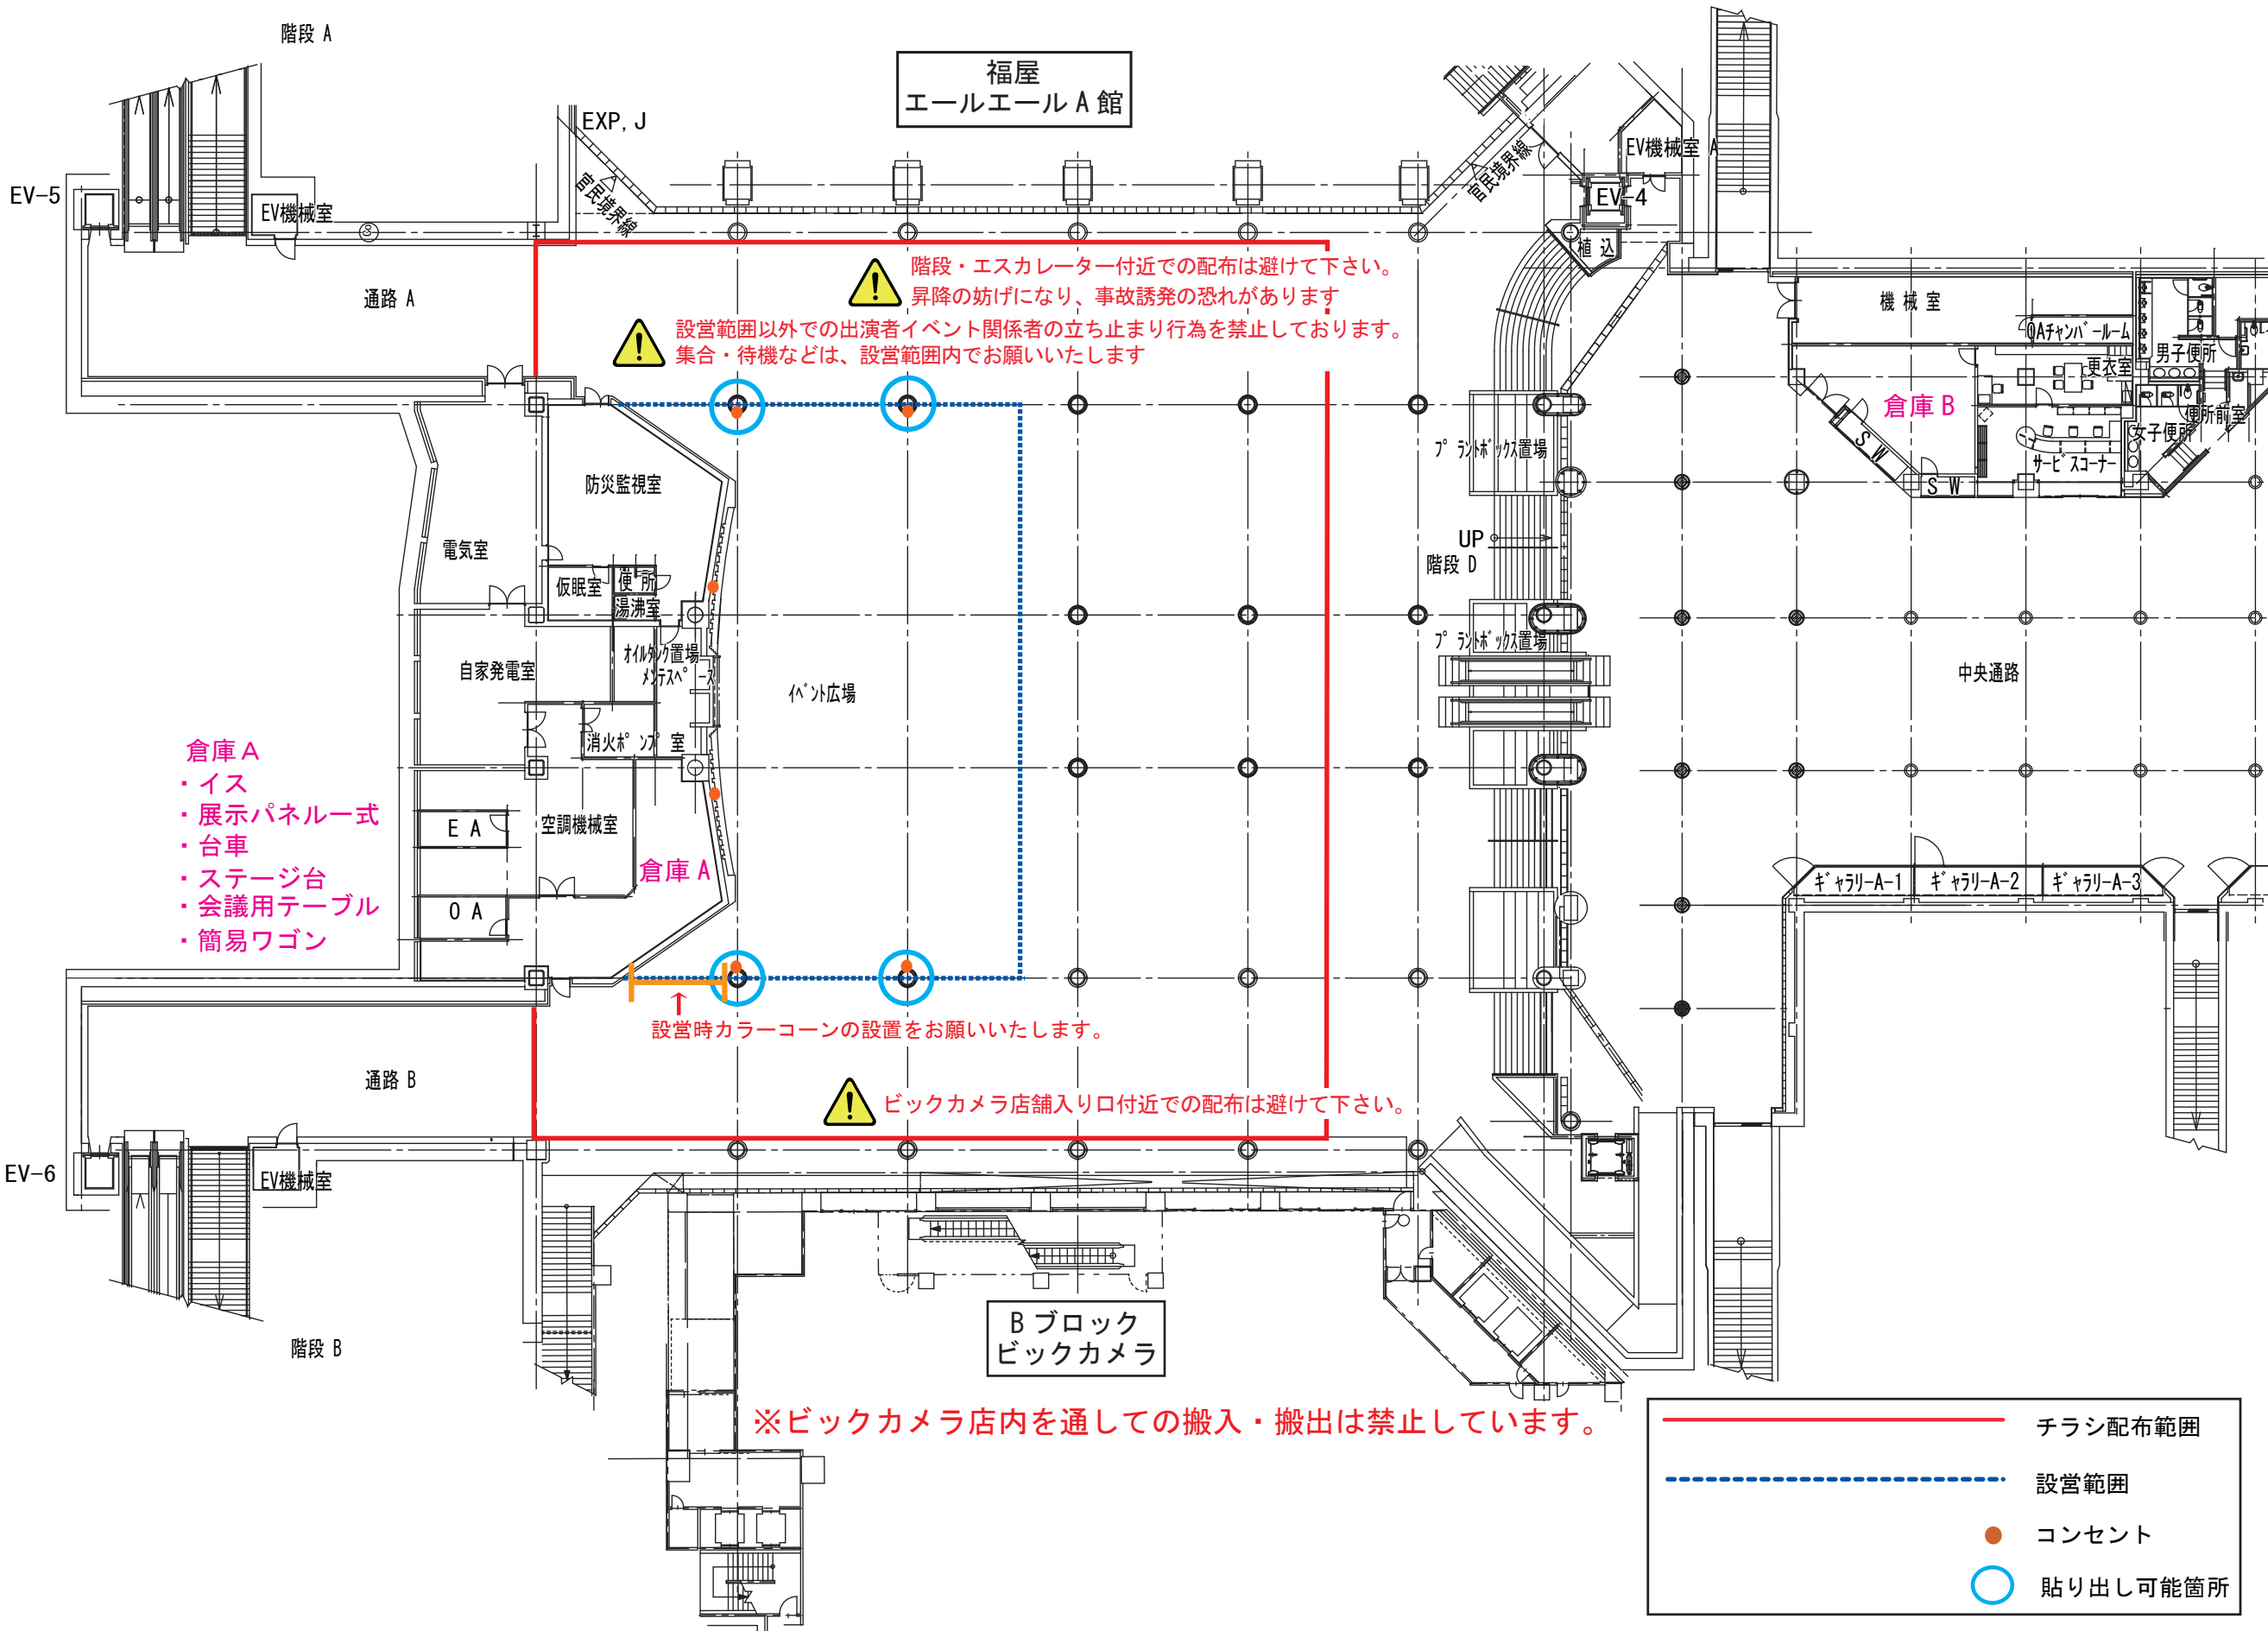 階段 A
福屋
エールエール A 館
EXP, J
官民境界線
官民境界線
EV機械室 A
EV-5
EV-4
EV機械室
植 込
階段・エスカレーター付近での配布は避けて下さい。
昇降の妨げになり、事故誘発の恐れがあります
通路 A
機 械 室
設営範囲以外での出演者イベント関係者の立ち止まり行為を禁止しております。
集合・待機などは、設営範囲内でお願いいたします
OAチャンバールーム
男子便所
更衣室
倉庫 B
便所前室
女子便所
S W
サービスコーナー
S W
プラントボックス置場
防災監視室
電気室
UP
階段 D
仮眠室
便 所
湯沸室
プラントボックス置場
オイルタンク置場
メンテスペース
自家発電室
イベント広場
中央通路
消火ポンプ室
倉庫 A
・イス
・展示パネル一式
・台車
・ステージ台
・会議用テーブル
・簡易ワゴン
E A
空調機械室
倉庫 A
O A
ギャラリーA-1
ギャラリーA-2
ギャラリーA-3
設営時カラーコーンの設置をお願いいたします。
通路 B
ビックカメラ店舗入り口付近での配布は避けて下さい。
EV-6
EV機械室
階段 B
B ブロック
ビックカメラ
※ビックカメラ店内を通しての搬入・搬出は禁止しています。
チラシ配布範囲
設営範囲
コンセント
貼り出し可能箇所